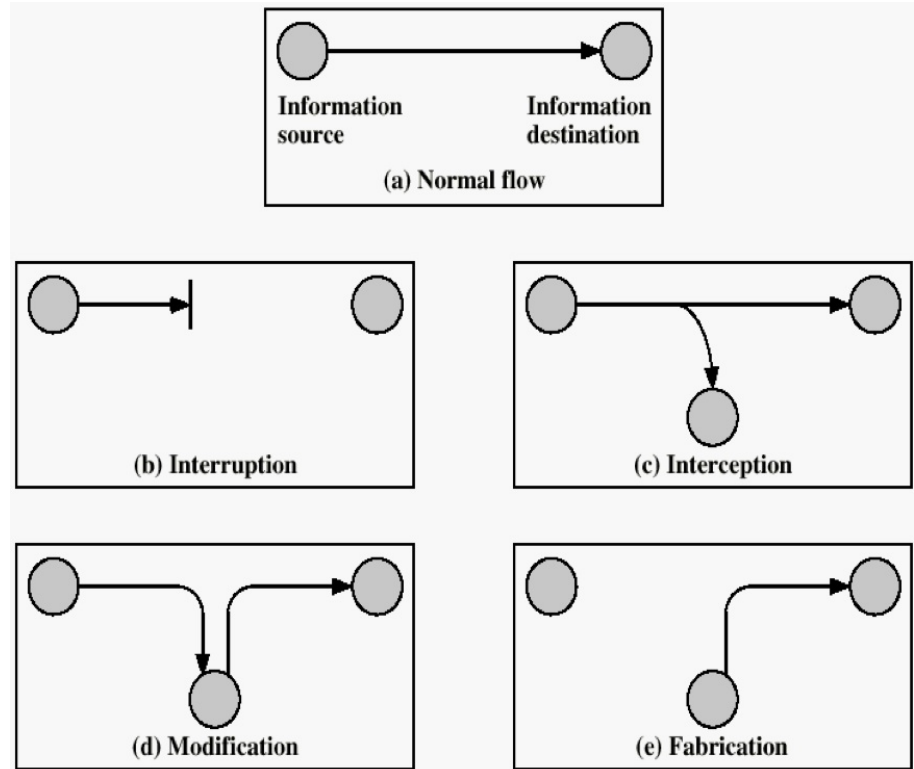 Information
source
Information
destination
(a) Normal flow
(b) Interruption
(c) Interception
(d) Modification
(e) Fabrication